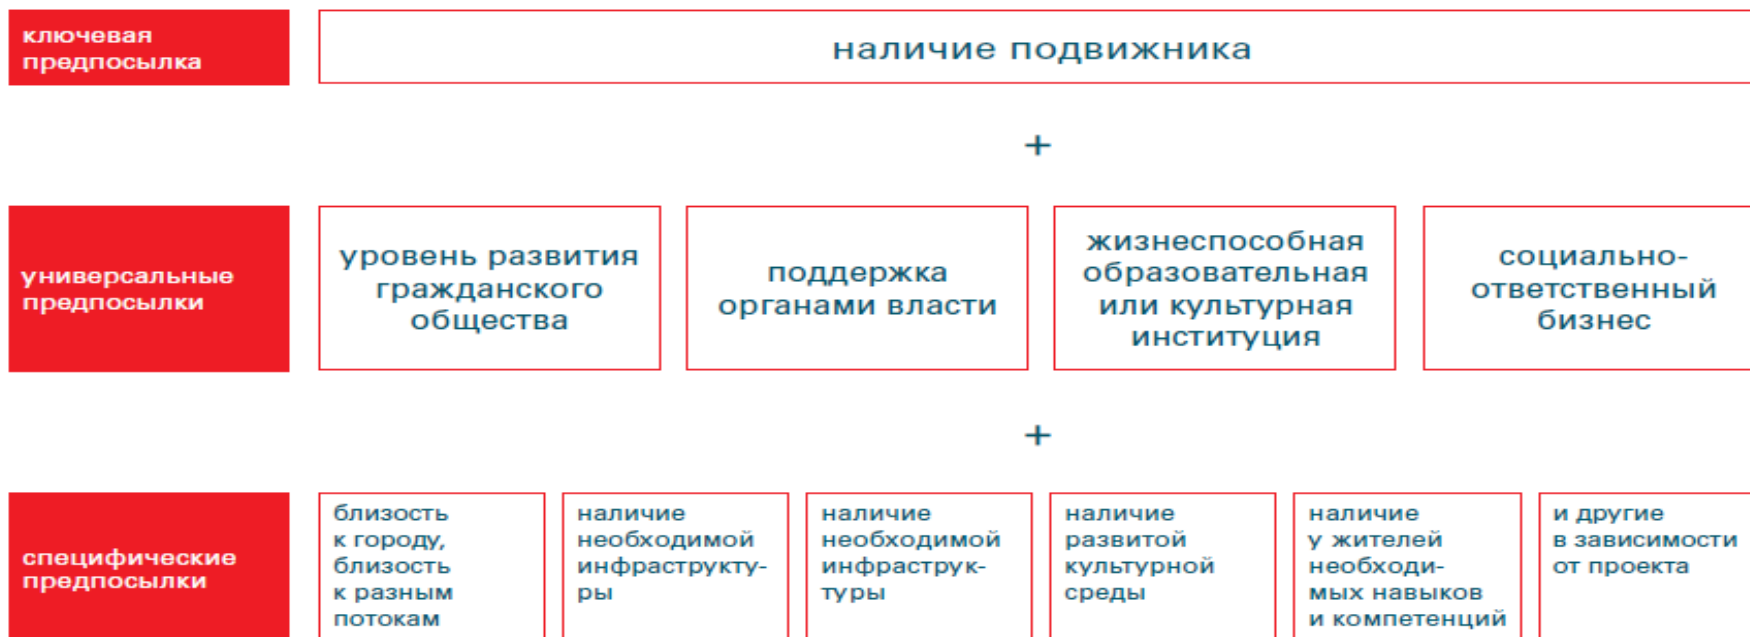 ключевая
предпосылка
наличие подвижника
+
универсальные
предпосылки
уровень развития
гражданского
общества
поддержка
органами власти
жизнеспособная
образовательная
или культурная
институция
социально-
ответственный
бизнес
+
специфические
предпосылки
близость
к городу,
близость
к разным
потокам
наличие
необходимой
инфраструкту-
ры
наличие
необходимой
инфраструк-
туры
наличие
развитой
культурной
среды
наличие
у жителей
необходи-
мых навыков
и компетенций
и другие
в зависимости
от проекта